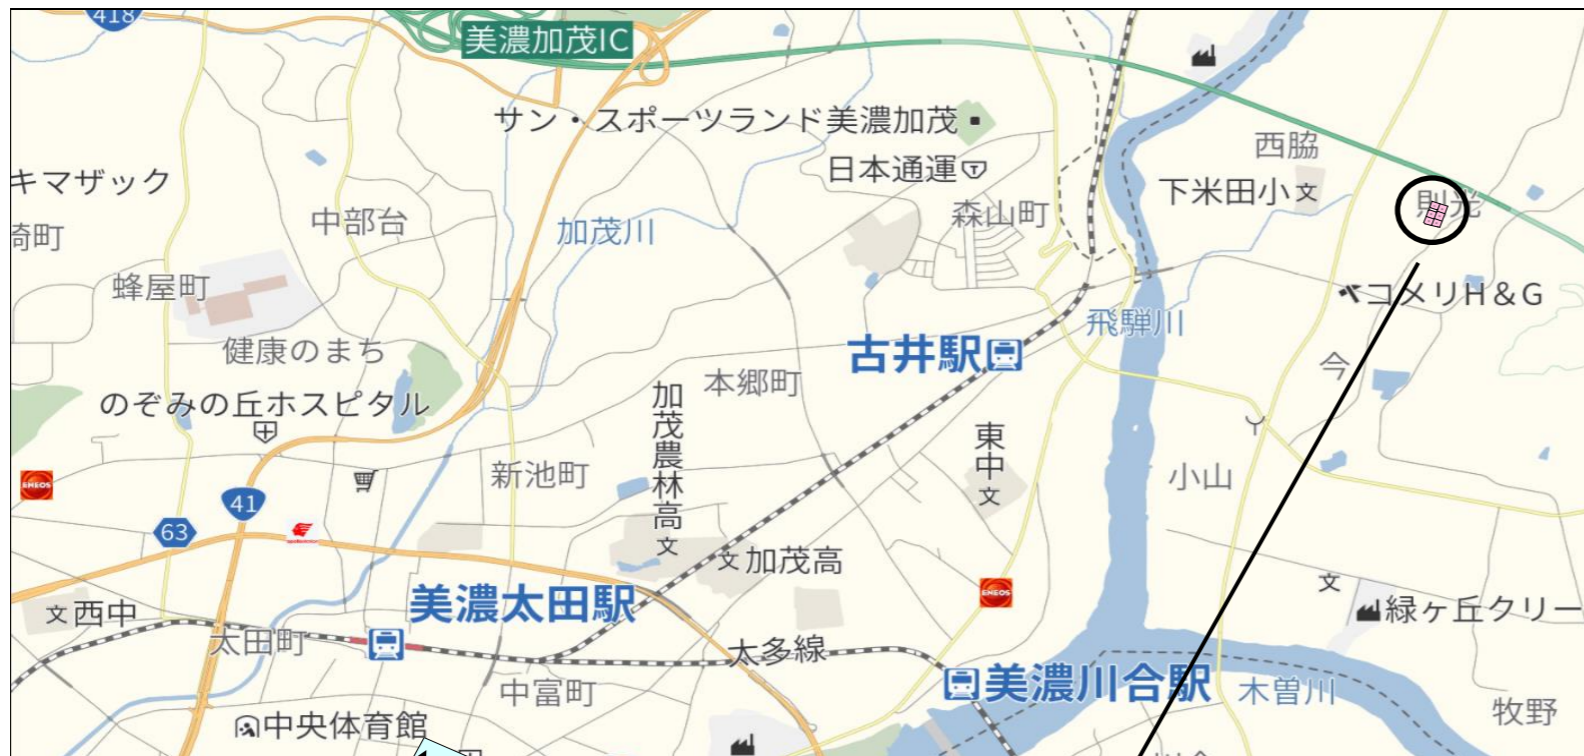 418
美濃加茂IC
サン・スポーツランド美濃加茂
日本通運
西脇
下米田小
則光
キマザック
崎町
中部台
加茂川
森山町
蜂屋町
コメリH&G
飛騨川
健康のまち
古井駅
今
本郷町
のぞみの丘ホスピタル
加茂農林高
東中
新池町
小山
ENEOS
41
63
加茂高
ENEOS
美濃太田駅
西中
緑ヶ丘クリー
太田町
太多線
中富町
美濃川合駅
木曽川
牧野
中央体育館